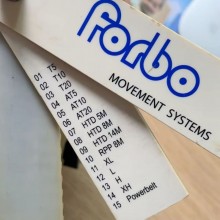 forbo
MOVEMENT SYSTEMS
01 T5
02 T10
03 T20
04 AT5
05 AT10
06 AT20
07 HTD 5M
08 HTD 8M
09 HTD 14M
10 RPP 8M
11 XL
12 L
13 H
14 XH
15 Powerbelt